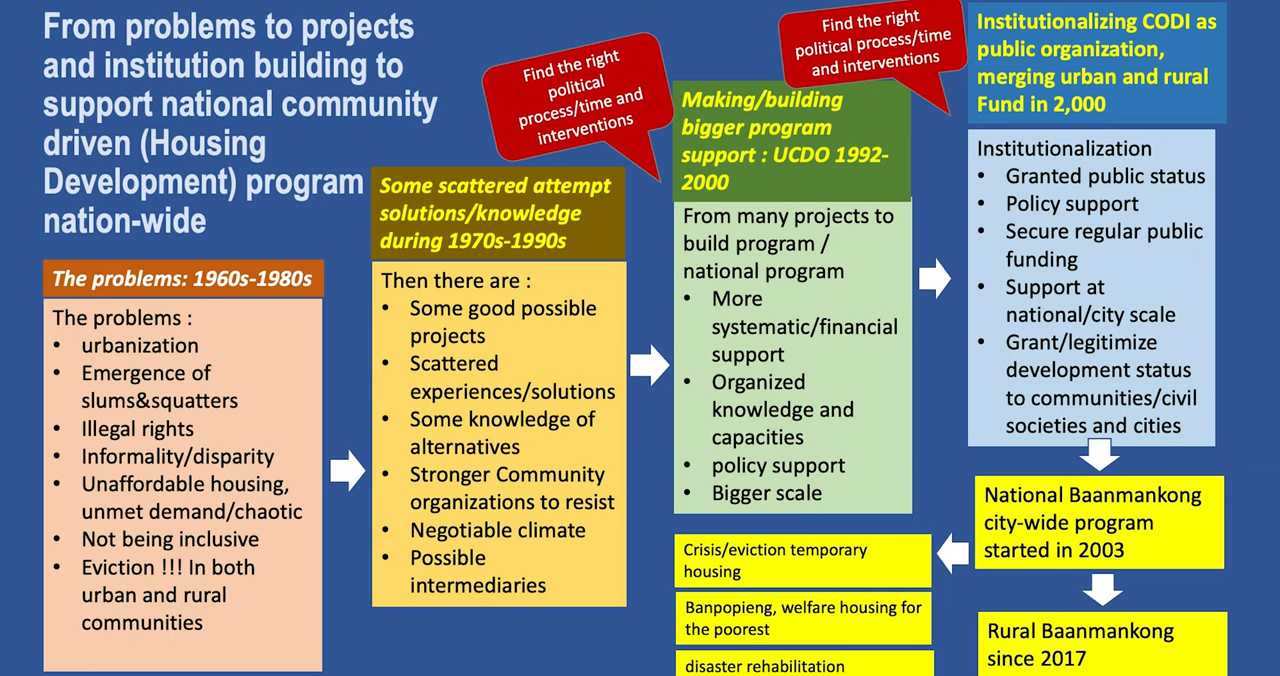 From problems to projects
and institution building to
support national community
driven (Housing
Development) program
nation-wide
The problems: 1960s-1980s
The problems :
• urbanization
• Emergence of
slums&squatters
• Illegal rights
• Informality/disparity
• Unaffordable housing,
unmet demand/chaotic
• Not being inclusive
• Eviction !!! In both
urban and rural
communities
Some scattered attempt
solutions/knowledge
during 1970s-1990s
Then there are :
• Some good possible
projects
• Scattered
experiences/solutions
• Some knowledge of
alternatives
• Stronger Community
organizations to resist
• Negotiable climate
• Possible
intermediaries
Find the right
political
process/time and
interventions
Making/building
bigger program
support : UCDO 1992-
2000
From many projects to
build program /
national program
• More
systematic/financial
support
• Organized
knowledge and
capacities
• policy support
• Bigger scale
Find the right
political process/time
and interventions
Institutionalizing CODI as
public organization,
merging urban and rural
Fund in 2,000
Institutionalization
• Granted public status
• Policy support
• Secure regular public
funding
• Support at
national/city scale
• Grant/legitimize
development status
to communities/civil
societies and cities
National Baanmankong
city-wide program
started in 2003
Crisis/eviction temporary
housing
Banpopieng, welfare housing for
the poorest
disaster rehabilitation
Rural Baanmankong
since 2017